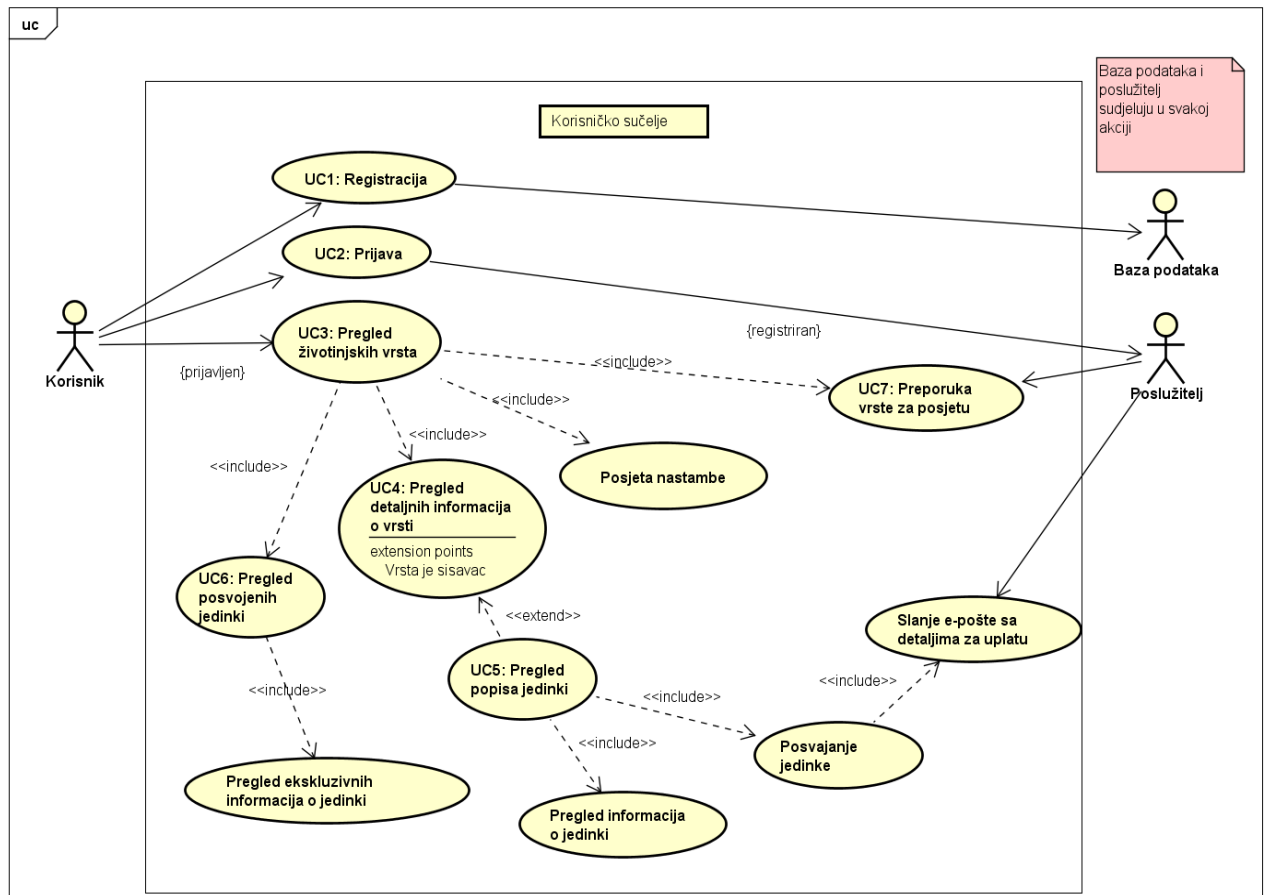 uc
Baza podataka i
poslužitelj
sudjeluju u svakoj
akciji
Korisničko sučelje
UC1: Registracija
UC2: Prijava
Baza podataka
UC3: Pregled
životinjskih vrsta
{registriran}
<<include>>
Korisnik
{prijavljen}
UC7: Preporuka
vrste za posjetu
Poslužitelj
<<include>>
<<include>>
<<include>>
Posjeta nastambe
UC4: Pregled
detaljnih informacija
o vrsti
extension points
Vrsta je sisavac
UC6: Pregled
posvojenih
jedinki
<<extend>>
Slanje e-pošte sa
detaljima za uplatu
UC5: Pregled
popisa jedinki
<<include>>
<<include>>
<<include>>
<<include>>
Posvajanje
jedinke
Pregled ekskluzivnih
informacija o jedinki
Pregled informacija
o jedinki